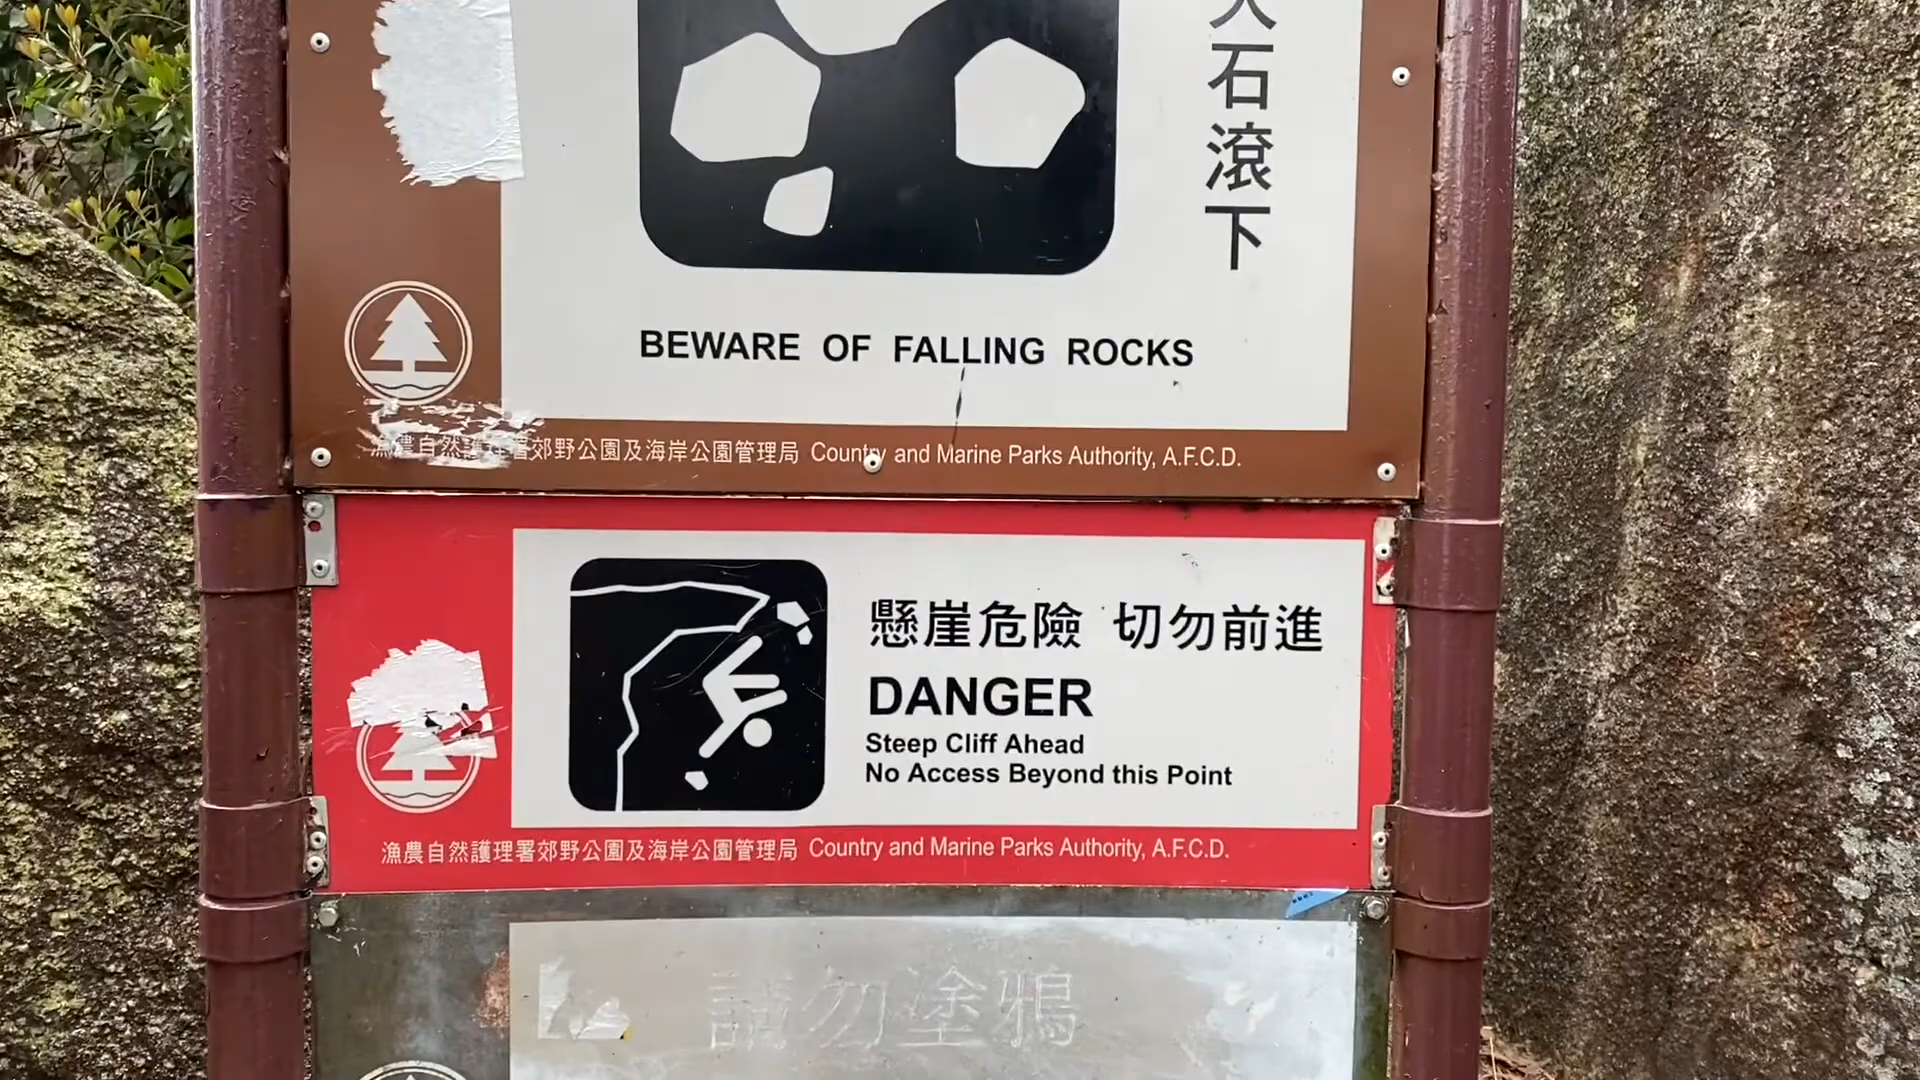 石滾下
BEWARE OF FALLING ROCKS
漁農自然護理署郊野公園及海岸公園管理局 Country and Marine Parks Authority, A.F.C.D.
懸崖危險 切勿前進
DANGER
Steep Cliff Ahead
No Access Beyond this Point
漁農自然護理署郊野公園及海岸公園管理局 Country and Marine Parks Authority, A.F.C.D.
請勿塗鴉